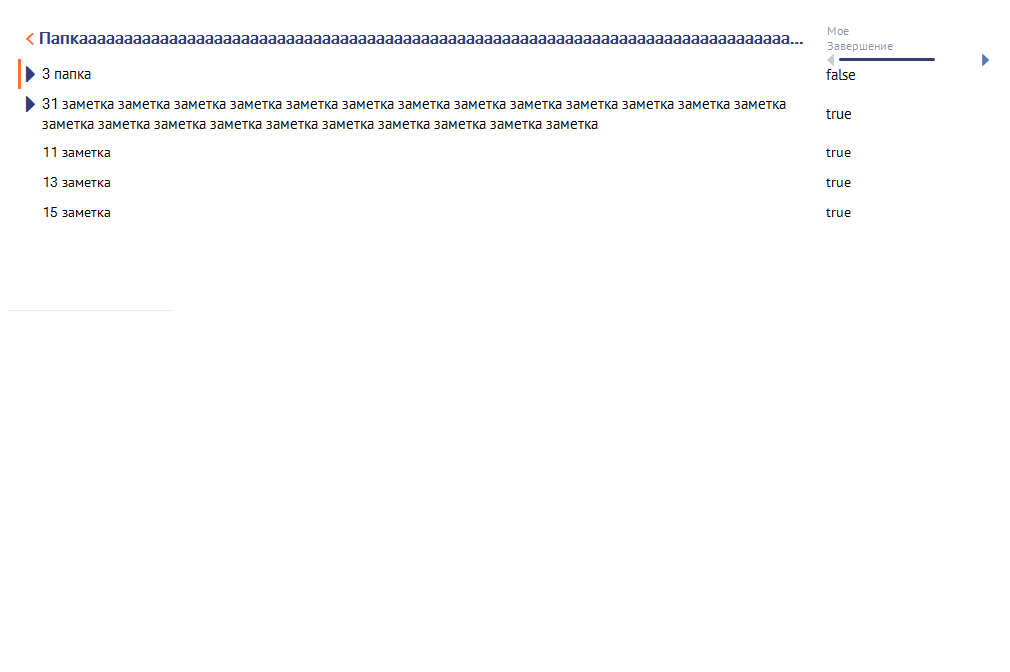 Папкааааааааааааааааааааааааааааааааааааааааааааааааааааааааааааааааааааааааааааааа...
Мое
Завершение
3 папка
false
31 заметка заметка заметка заметка заметка заметка заметка заметка заметка заметка заметка заметка заметка
заметка заметка заметка заметка заметка заметка заметка заметка заметка заметка
true
11 заметка
true
13 заметка
true
15 заметка
true